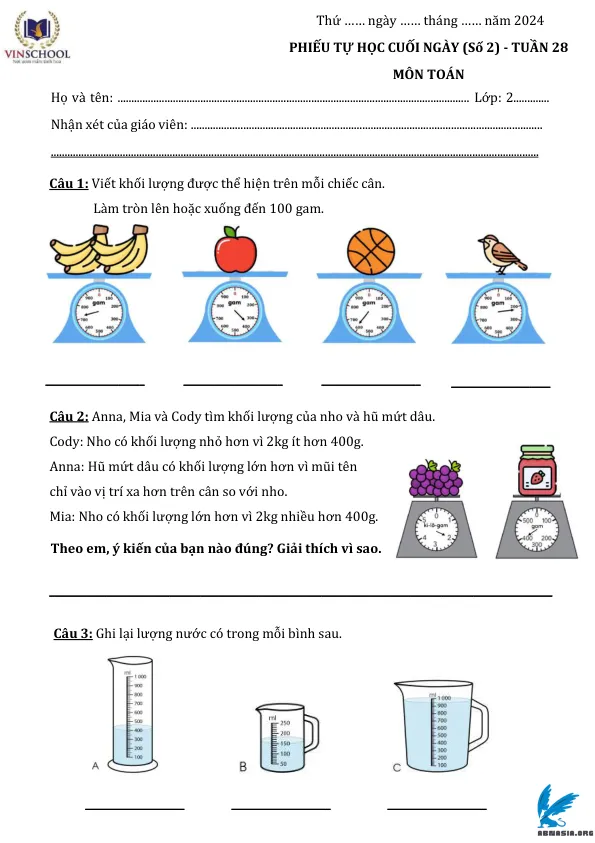 Thứ …… ngày …… tháng …… năm 2024
VINSCHOOL
PHIẾU TỰ HỌC CUỐI NGÀY (Số 2) - TUẦN 28
MÔN TOÁN
Họ và tên: ........................................ Lớp: 2.............
Nhận xét của giáo viên: ........................................
........................................
Câu 1: Viết khối lượng được thể hiện trên mỗi chiếc cân.
Làm tròn lên hoặc xuống đến 100 gam.
gam gam gam gam
Câu 2: Anna, Mia và Cody tìm khối lượng của nho và hũ mứt dâu.
Cody: Nho có khối lượng nhỏ hơn vì 2kg ít hơn 400g.
Anna: Hũ mứt dâu có khối lượng lớn hơn vì mũi tên
chỉ vào vị trí xa hơn trên cân so với nho.
Mia: Nho có khối lượng lớn hơn vì 2kg nhiều hơn 400g.
0
5 1
ki-lô-gam
4 2
3
0
500 100
gam
400 200
300
Theo em, ý kiến của bạn nào đúng? Giải thích vì sao.
Câu 3: Ghi lại lượng nước có trong mỗi bình sau.
ml
1 000
900
800
700
600
500
400
300
200
100
A
ml
250
200
150
100
50
B
ml
1 000
900
800
700
600
500
400
300
200
100
C
ABMASIA.ORG